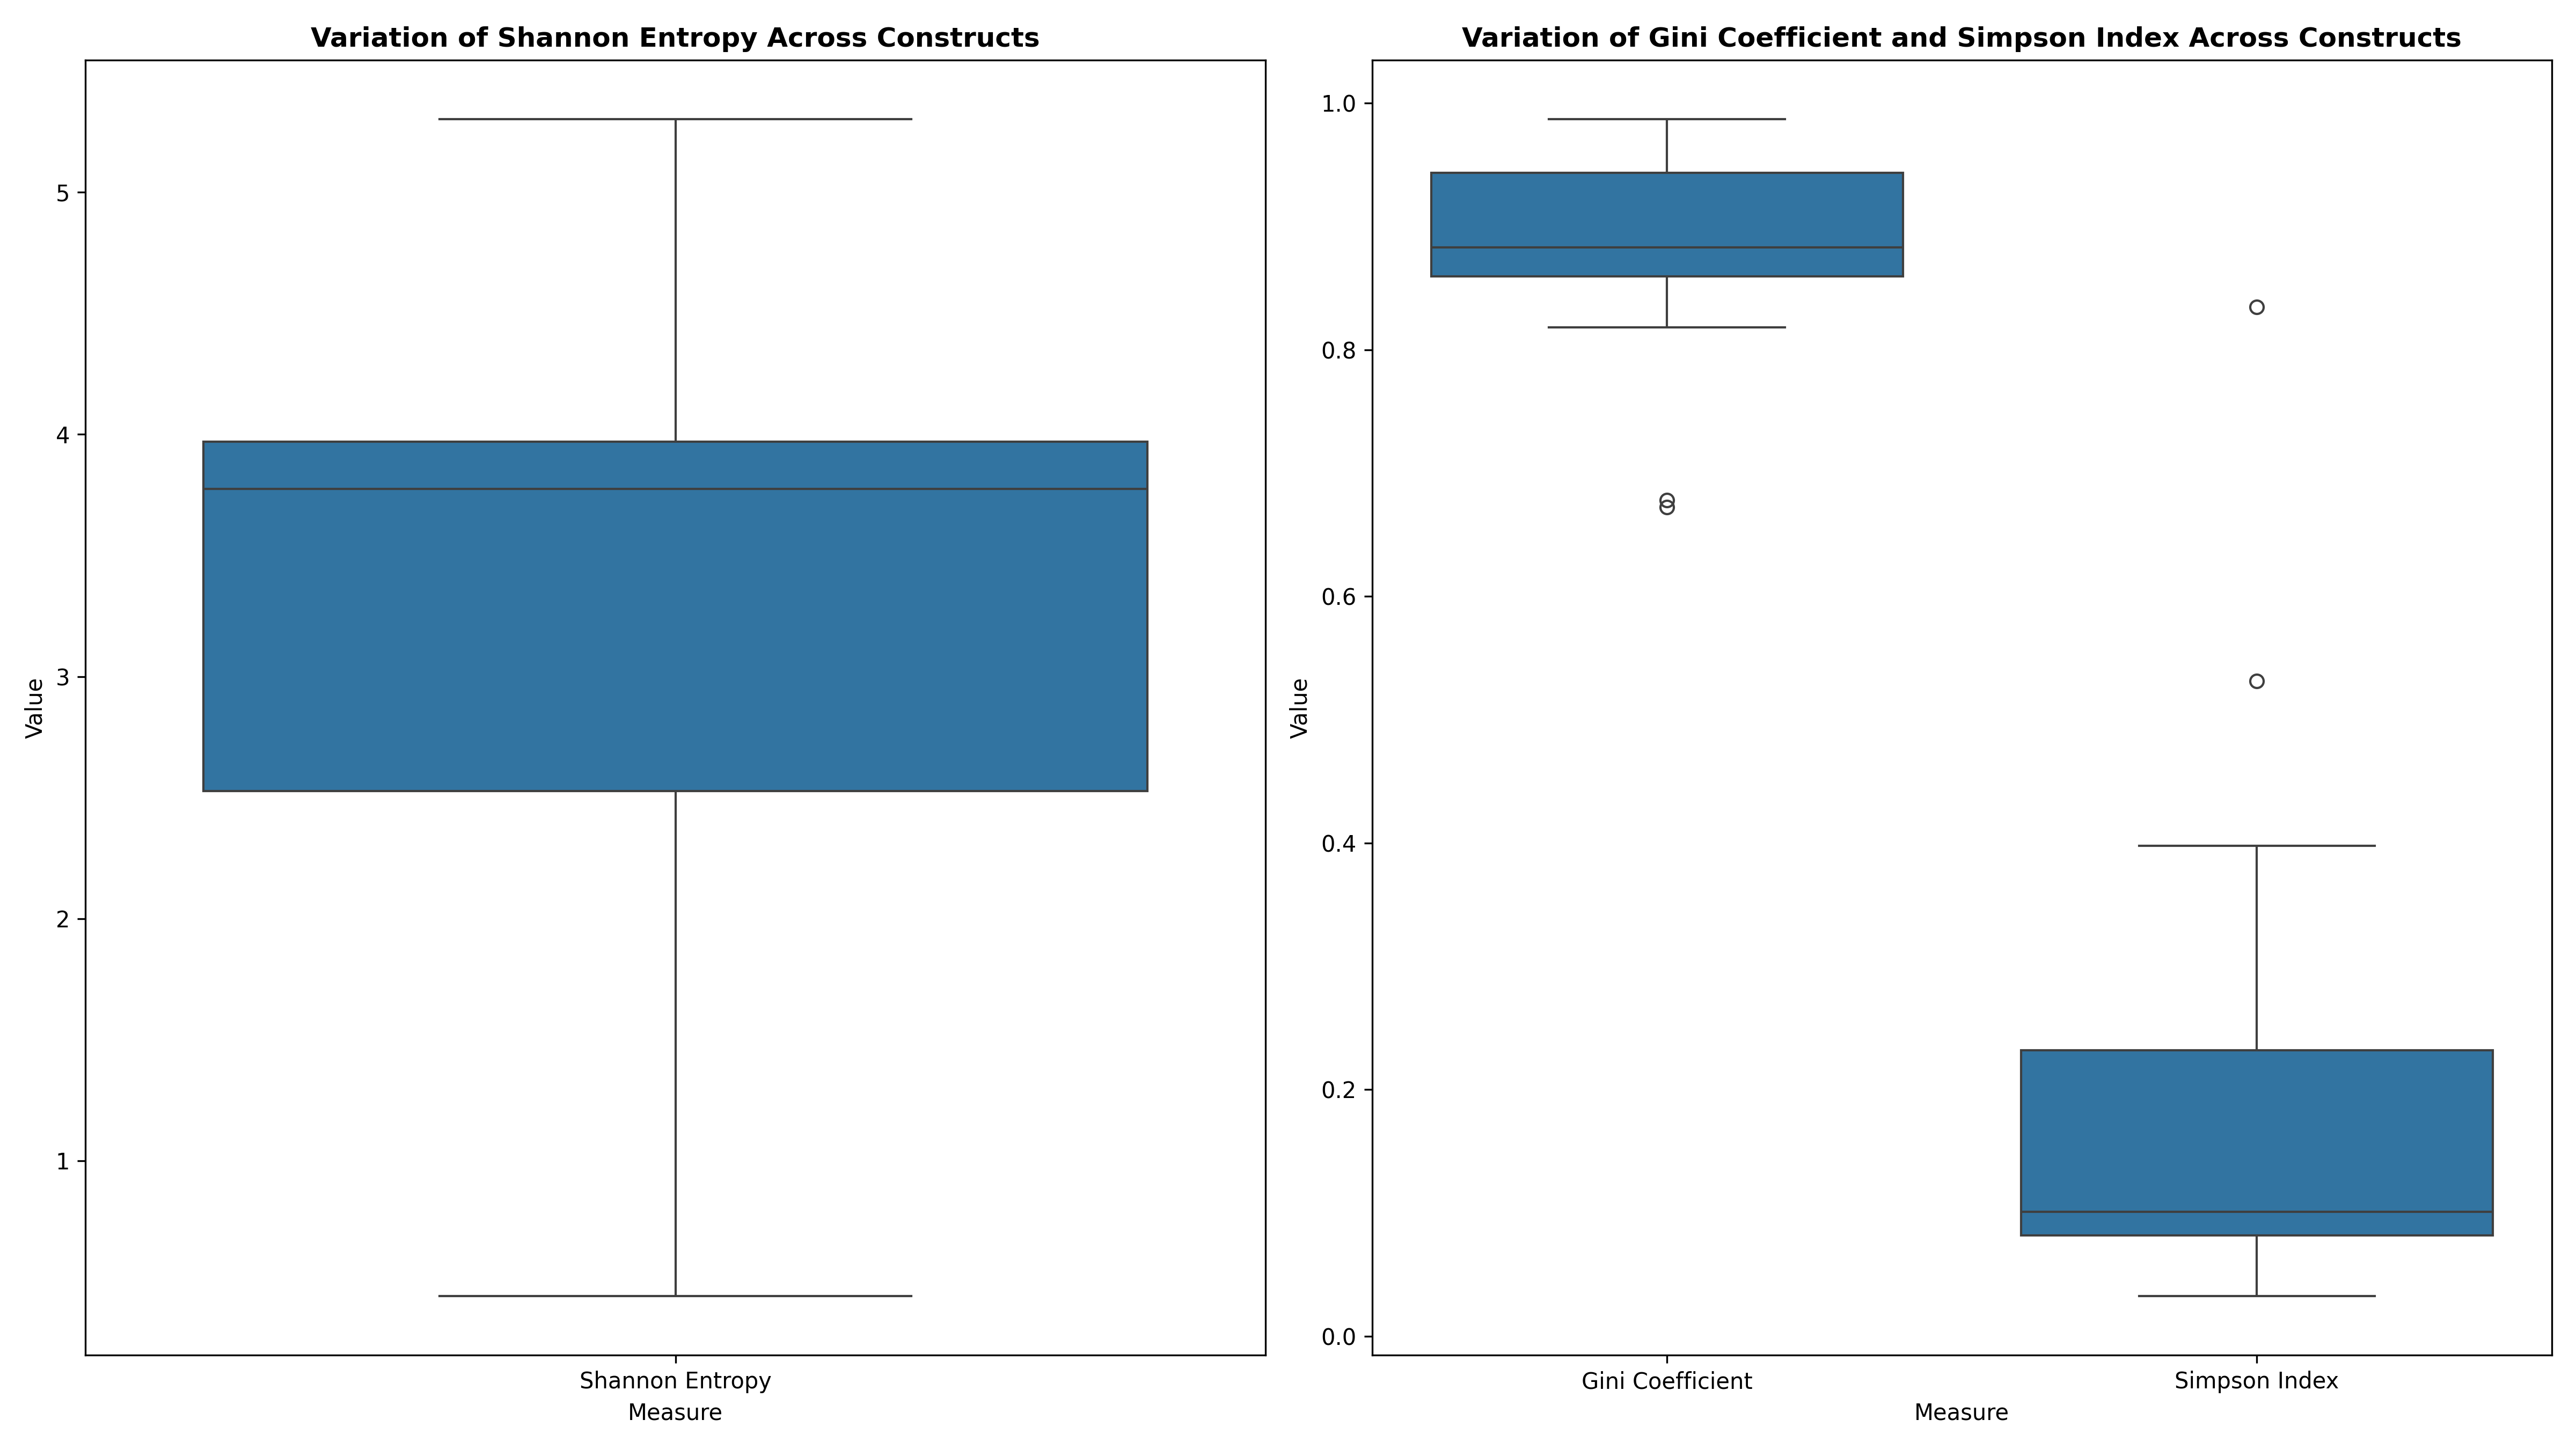 Variation of Shannon Entropy Across Constructs
Value
5
4
3
2
1
Shannon Entropy
Measure
Variation of Gini Coefficient and Simpson Index Across Constructs
Value
1.0
0.8
0.6
0.4
0.2
0.0
Gini Coefficient
Simpson Index
Measure